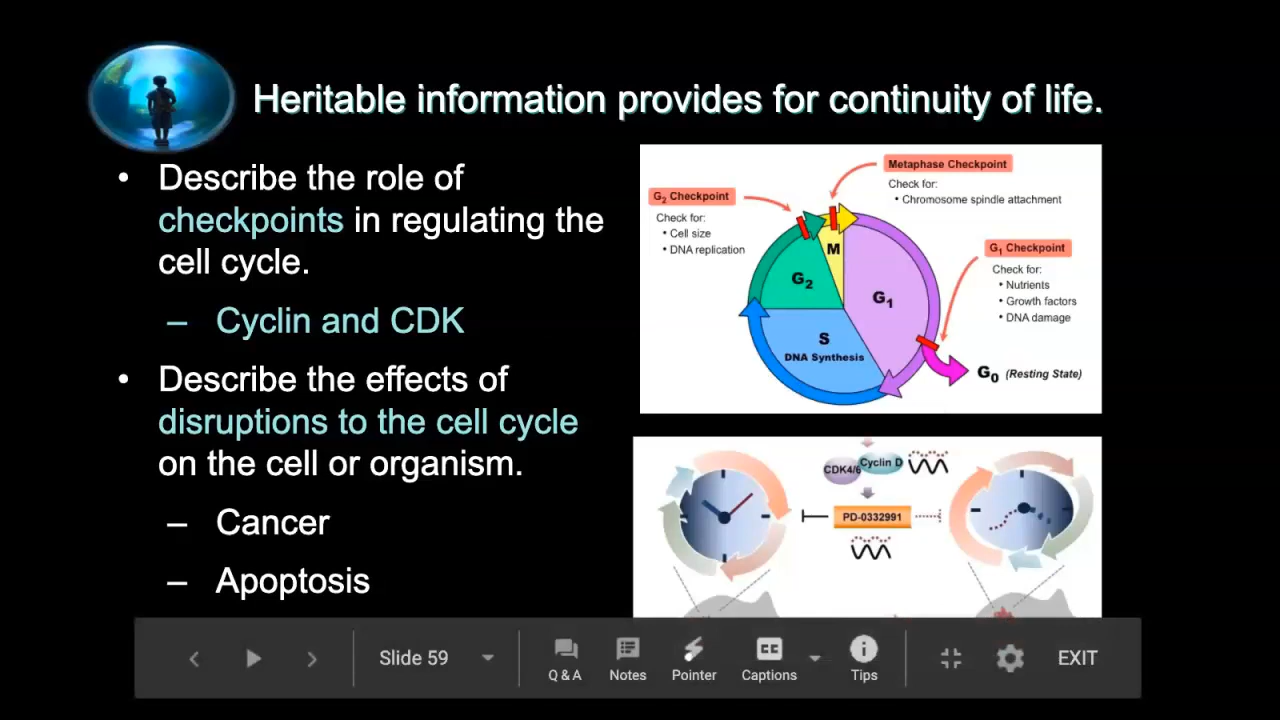 Heritable information provides for continuity of life.
• Describe the role of
checkpoints in regulating the
cell cycle.
– Cyclin and CDK
• Describe the effects of
disruptions to the cell cycle
on the cell or organism.
– Cancer
– Apoptosis
Metaphase Checkpoint
Check for:
• Chromosome spindle attachment
G₂ Checkpoint
Check for:
• Cell size
• DNA replication
G₁ Checkpoint
Check for:
• Nutrients
• Growth factors
• DNA damage
M
G₂
G₁
S
DNA Synthesis
G₀ (Resting State)
CDK4/6 Cyclin D
PD-0332991
Slide 59
Q & A
Notes
Pointer
CC
Captions
Tips
EXIT